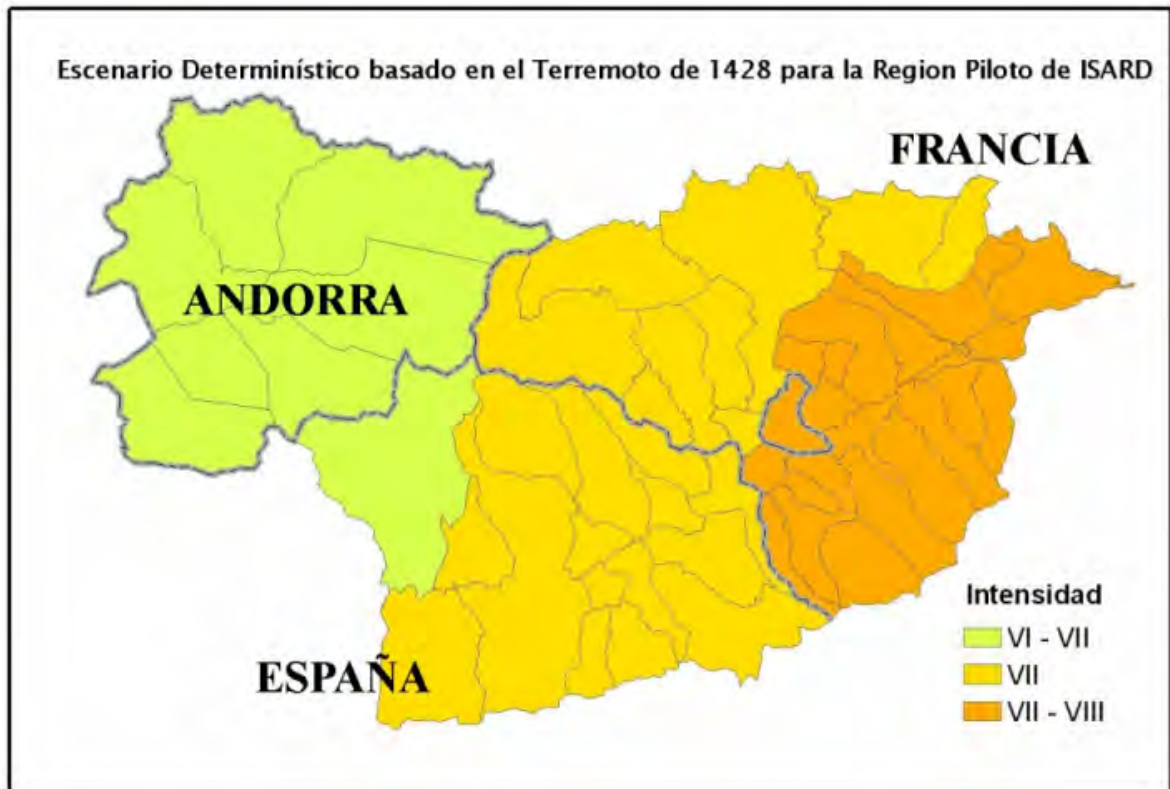 Escenario Determinístico basado en el Terremoto de 1428 para la Region Piloto de ISARD
FRANCIA
ANDORRA
ESPAÑA
Intensidad
VI - VII
VII
VII - VIII